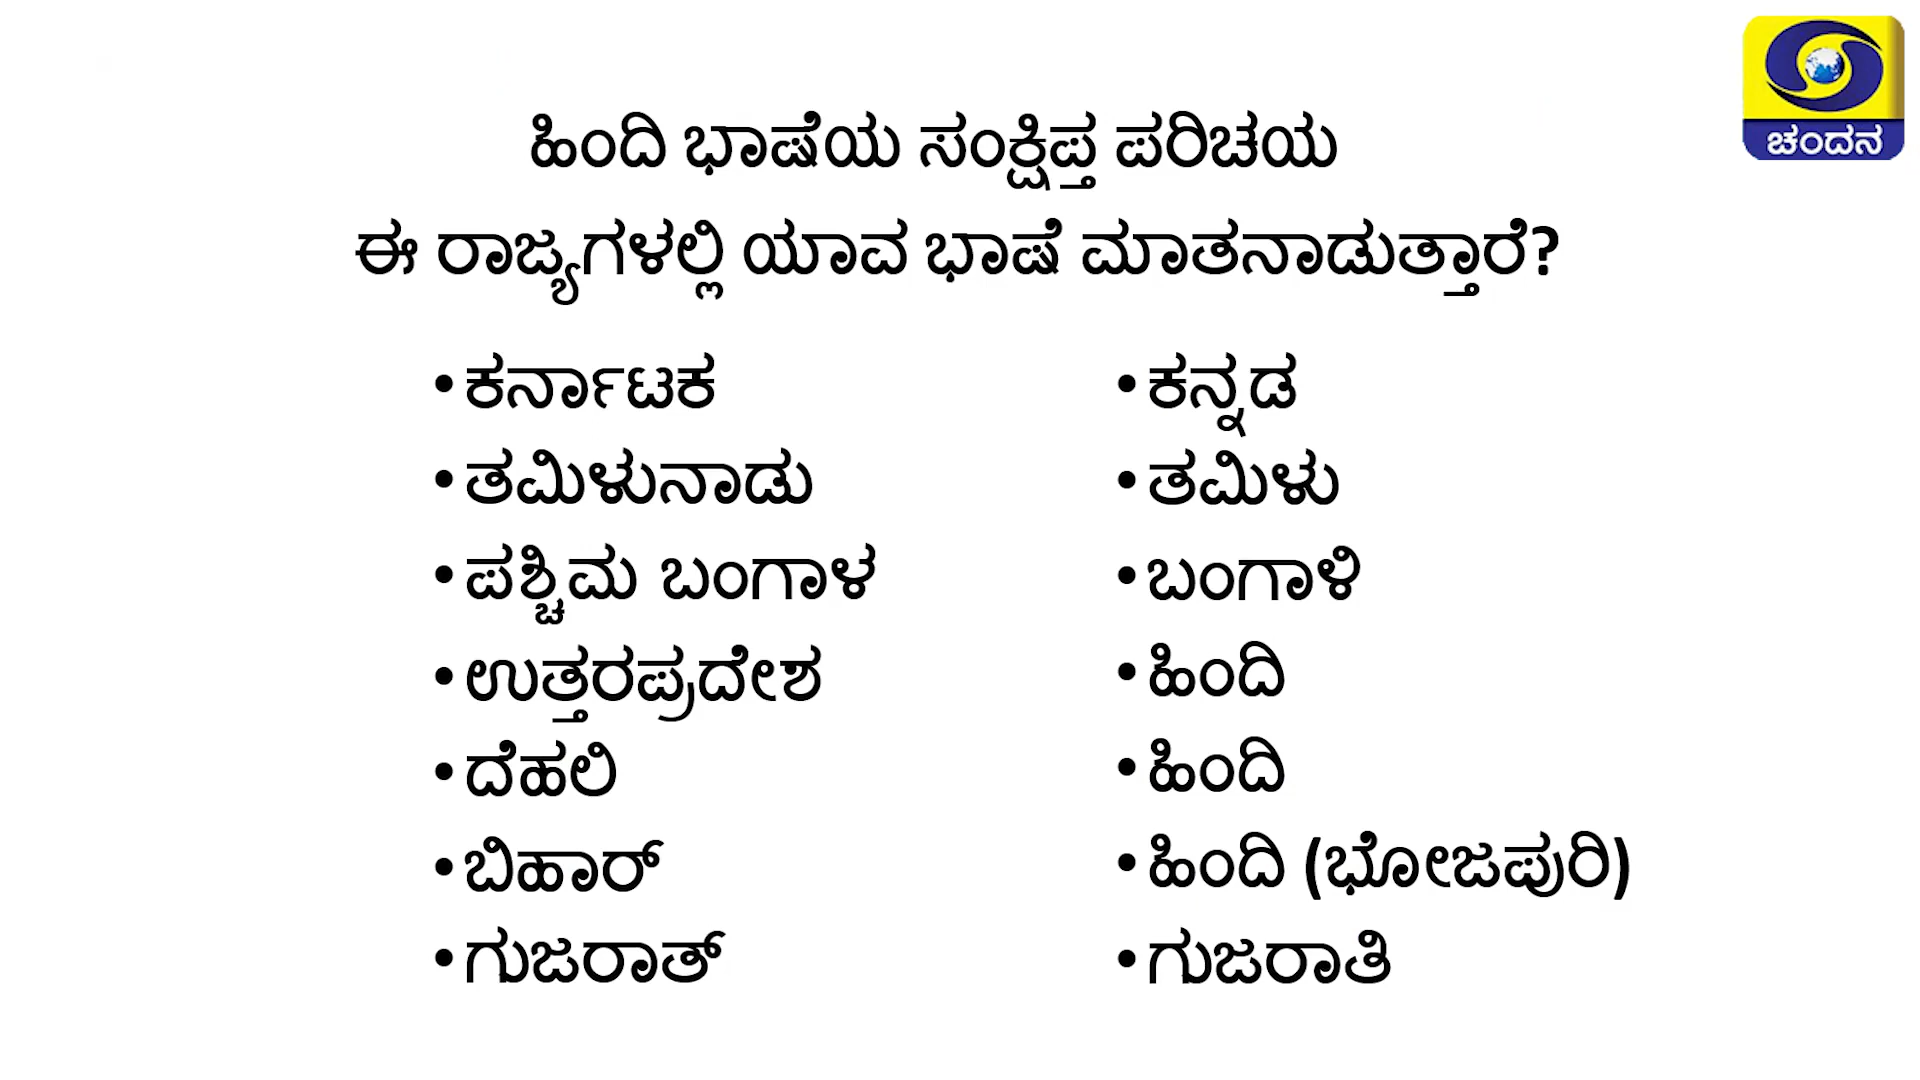 ಚಂದನ
ಹಿಂದಿ ಭಾಷೆಯ ಸಂಕ್ಷಿಪ್ತ ಪರಿಚಯ
ಈ ರಾಜ್ಯಗಳಲ್ಲಿ ಯಾವ ಭಾಷೆ ಮಾತನಾಡುತ್ತಾರೆ?
•ಕರ್ನಾಟಕ •ಕನ್ನಡ
•ತಮಿಳುನಾಡು •ತಮಿಳು
•ಪಶ್ಚಿಮ ಬಂಗಾಳ •ಬಂಗಾಳಿ
•ಉತ್ತರಪ್ರದೇಶ •ಹಿಂದಿ
•ದೆಹಲಿ •ಹಿಂದಿ
•ಬಿಹಾರ್ •ಹಿಂದಿ (ಭೋಜಪುರಿ)
•ಗುಜರಾತ್ •ಗುಜರಾತಿ